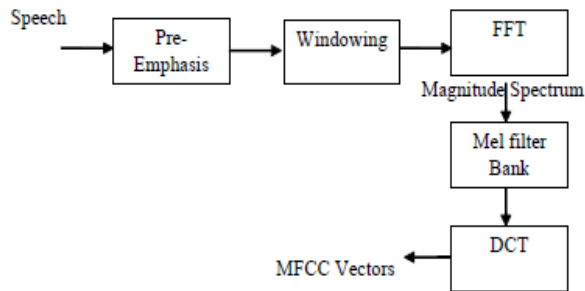 Speech
Pre-
Emphasis
Windowing
FFT
Magnitude Spectrum
Mel filter
Bank
DCT
MFCC Vectors